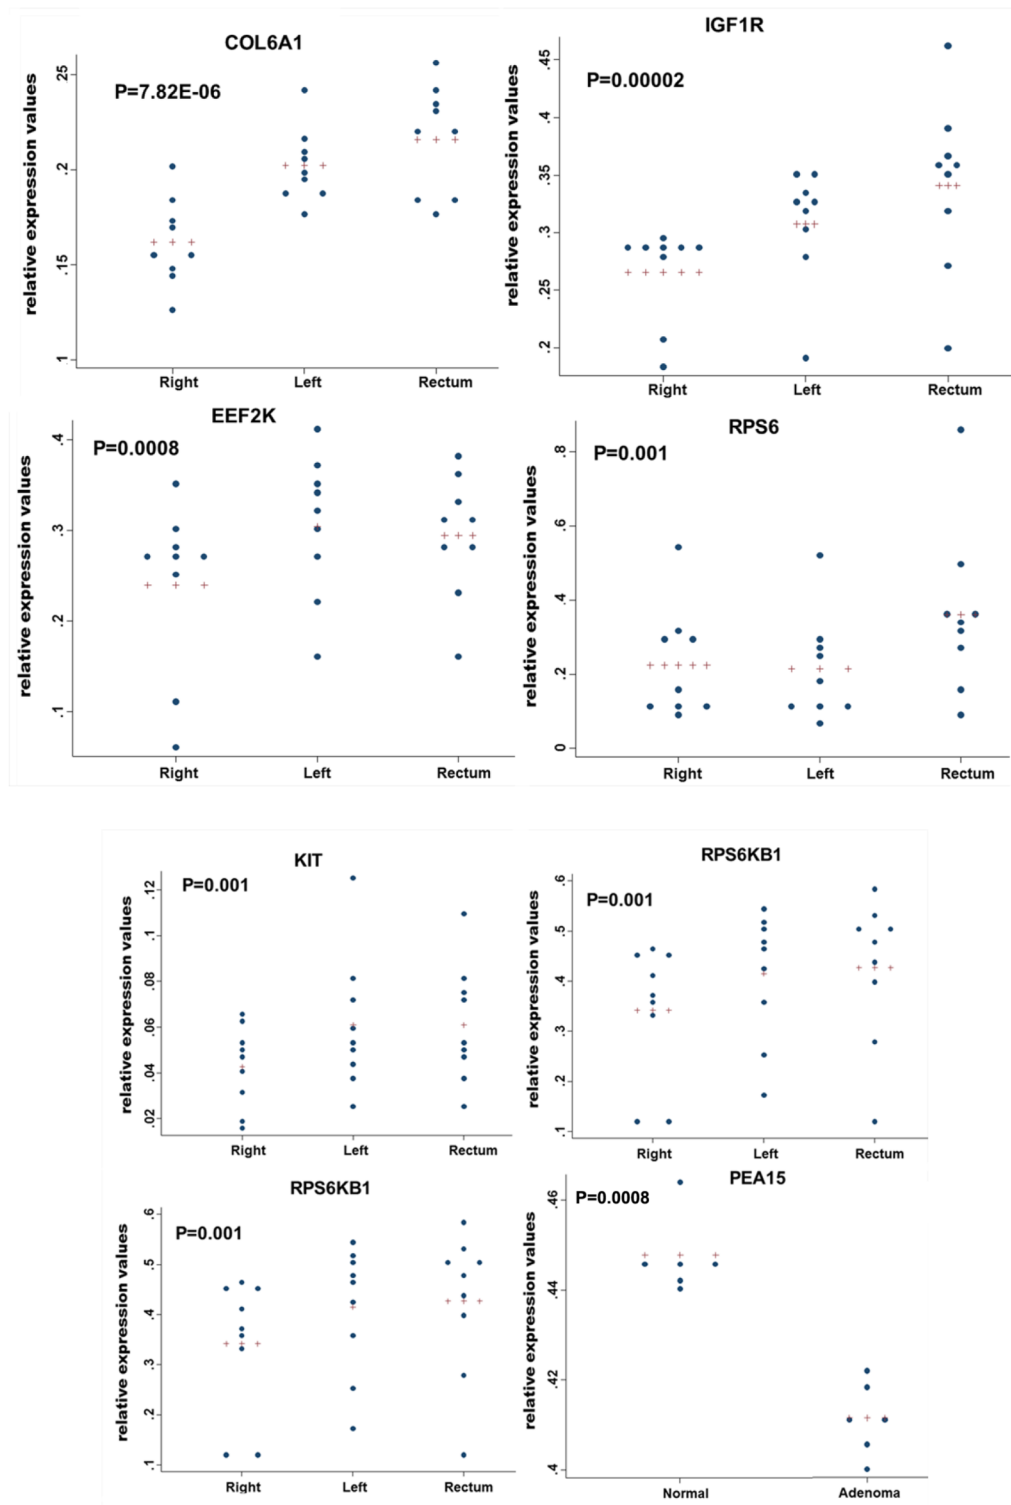 COL6A1
P=7.82E-06
relative expression values
.25
.2
.15
.1
Right Left Rectum
IGF1R
P=0.00002
relative expression values
.45
.4
.35
.3
.25
.2
Right Left Rectum
EEF2K
P=0.0008
relative expression values
.4
.3
.2
.1
Right Left Rectum
RPS6
P=0.001
relative expression values
.8
.6
.4
.2
0
Right Left Rectum
KIT
P=0.001
relative expression values
.12
.1
.08
.06
.04
.02
Right Left Rectum
RPS6KB1
P=0.001
relative expression values
.6
.5
.4
.3
.2
.1
Right Left Rectum
RPS6KB1
P=0.001
relative expression values
.6
.5
.4
.3
.2
.1
Right Left Rectum
PEA15
P=0.0008
relative expression values
.46
.44
.42
.4
Normal Adenoma